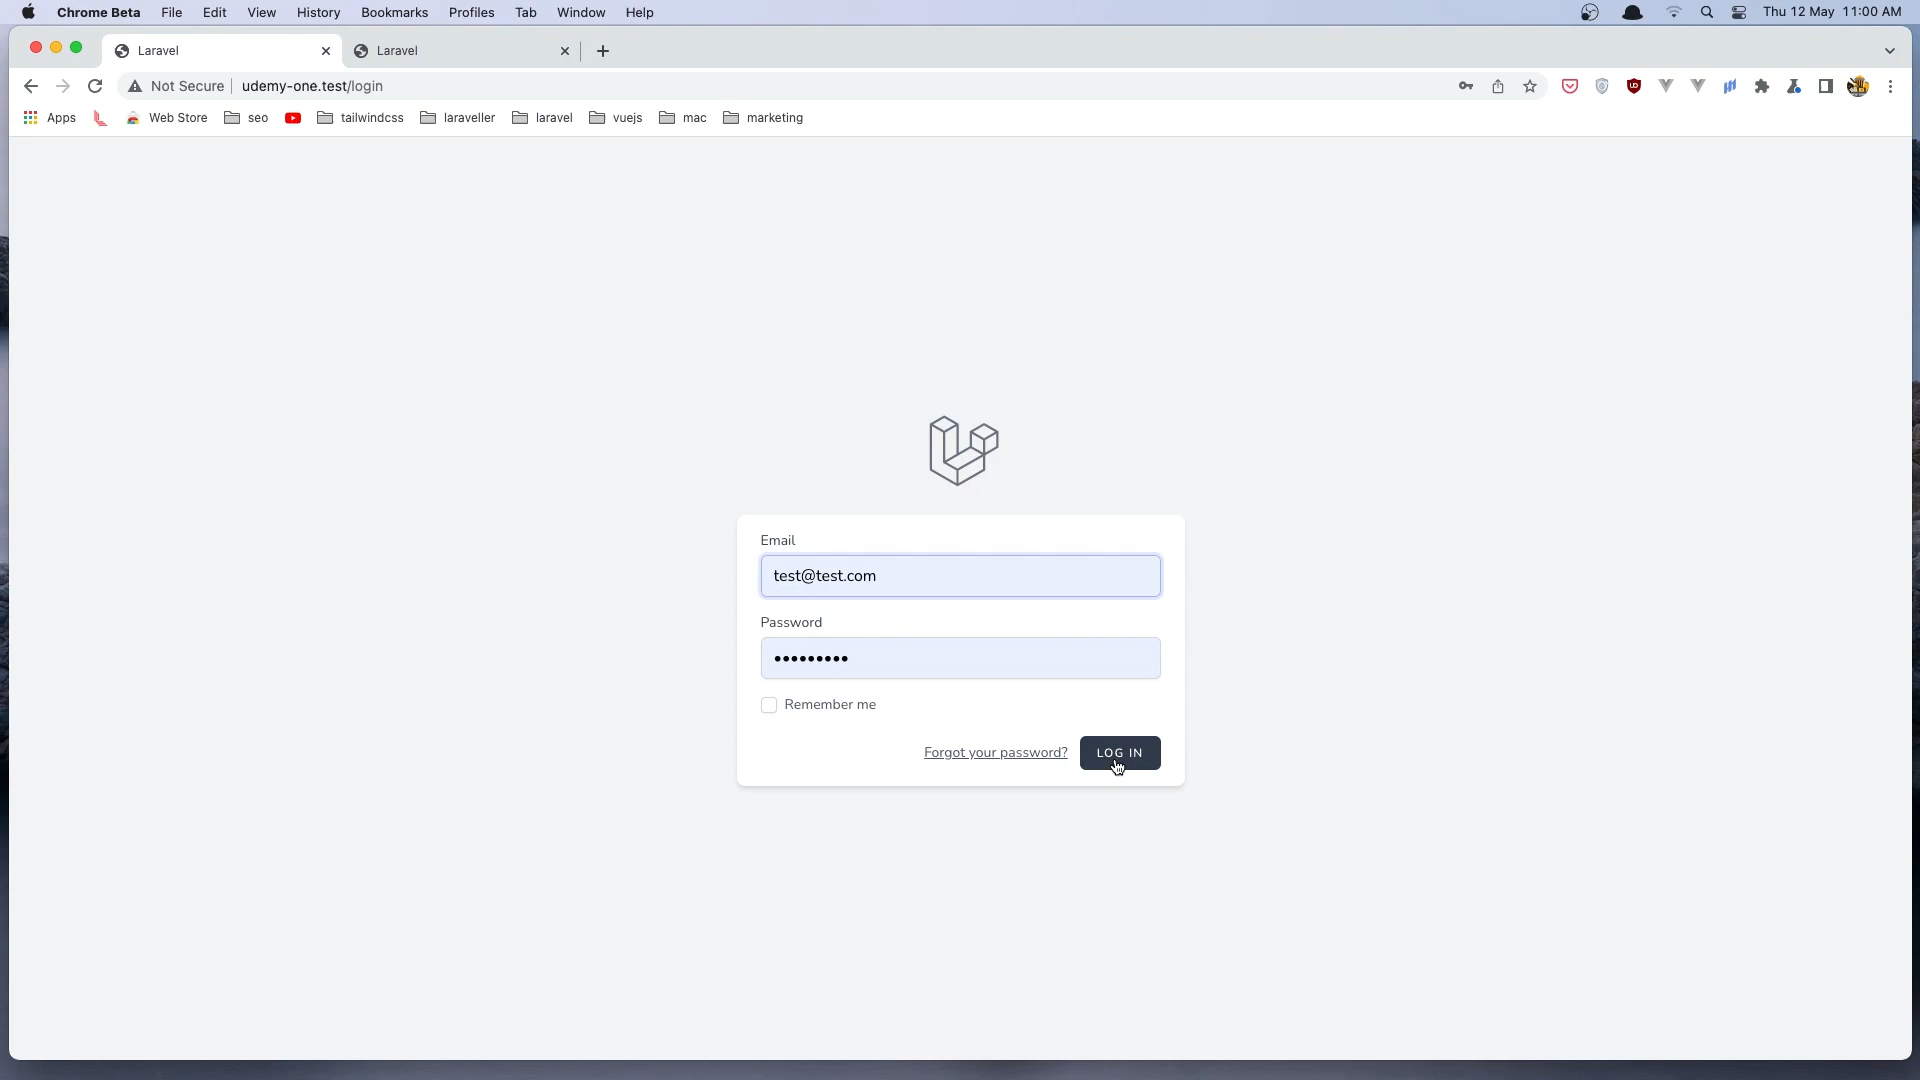 Chrome Beta File Edit View History Bookmarks Profiles Tab Window Help Thu 12 May 11:00 AM
Laravel Laravel
Not Secure udemy-one.test/login
Apps Web Store seo tailwindcss laraveller laravel vuejs mac marketing
Email
test@test.com
Password
•••••••••
Remember me
Forgot your password? LOG IN